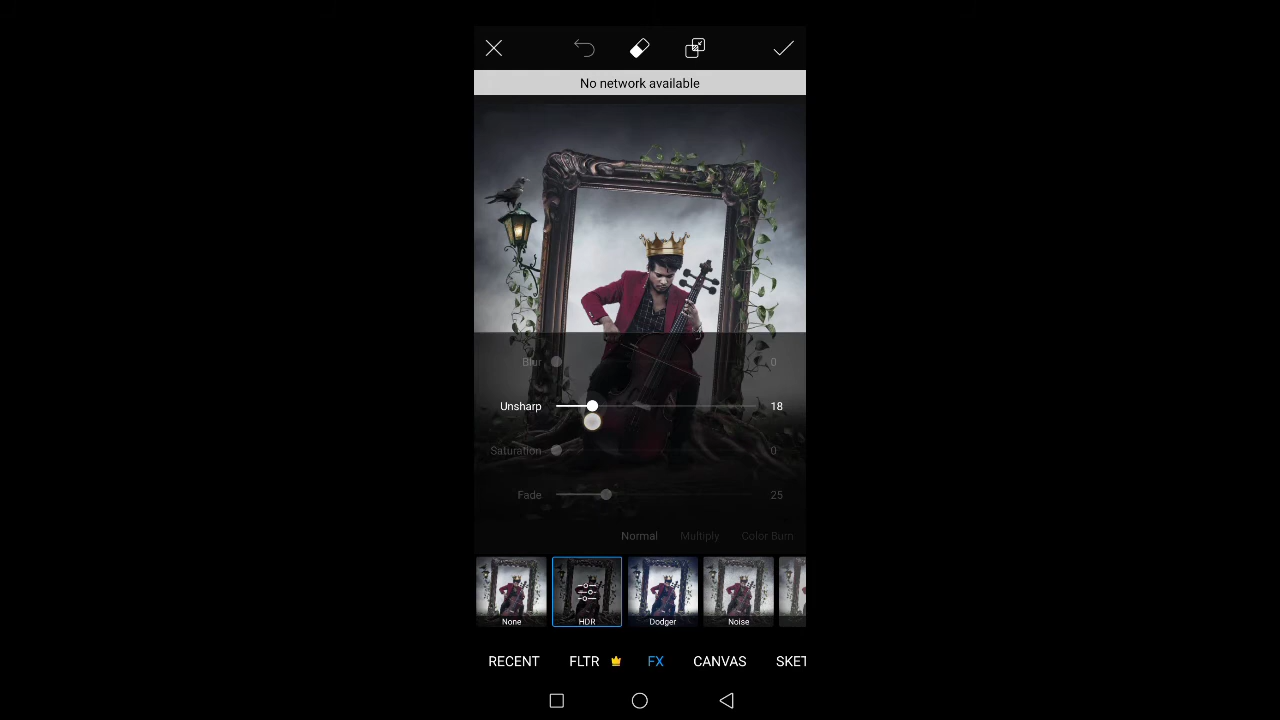 No network available
Blur 0
Unsharp 18
Saturation 0
Fade 25
Normal Multiply Color Burn
None HDR Dodger Noise
RECENT FLTR FX CANVAS SKET